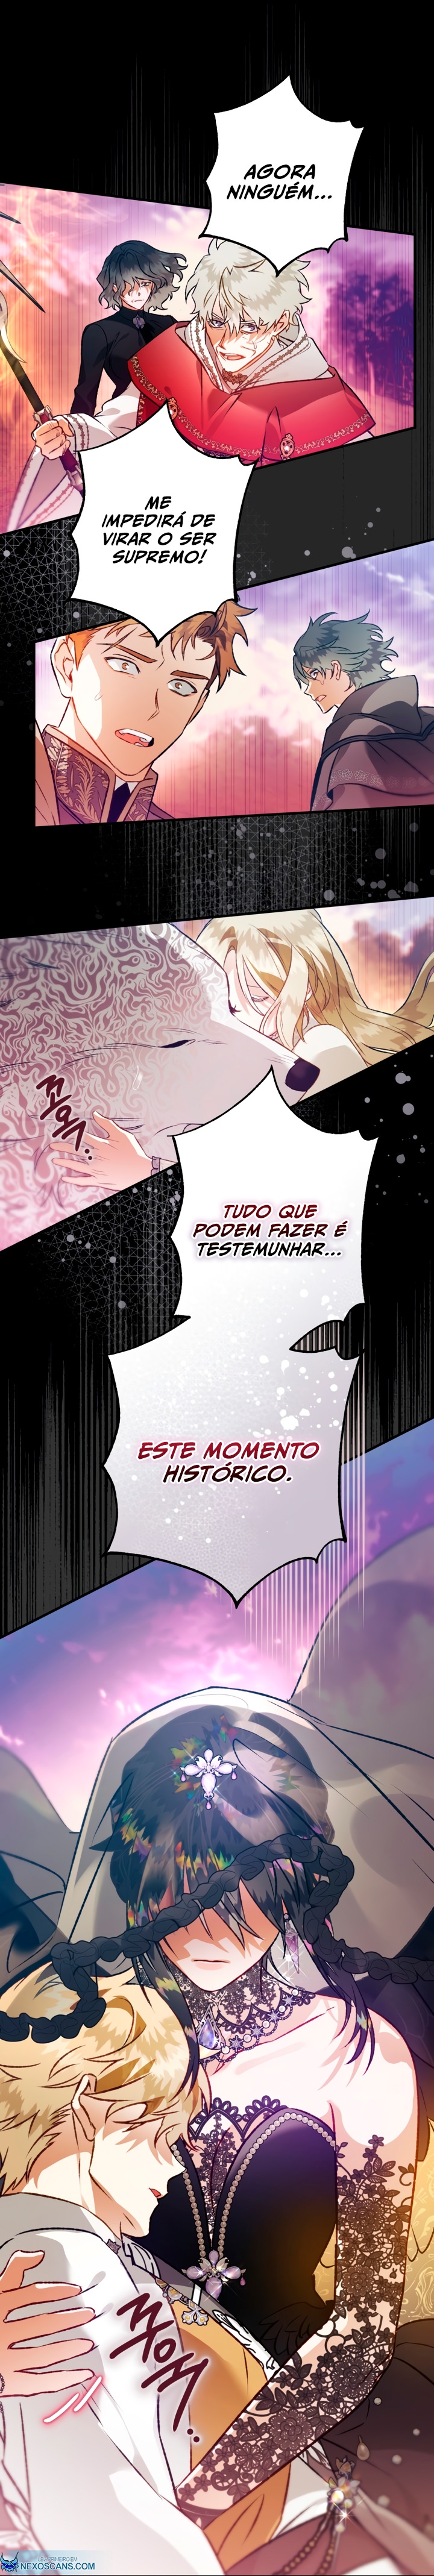 AGORA
NINGUÉM...
ME
IMPEDIRÁ DE
VIRAR O SER
SUPREMO!
쪼옥..
TUDO QUE
PODEM FAZER É
TESTEMUNHAR...
ESTE MOMENTO
HISTÓRICO.
쪼옥..
NEXOSCANS.COM